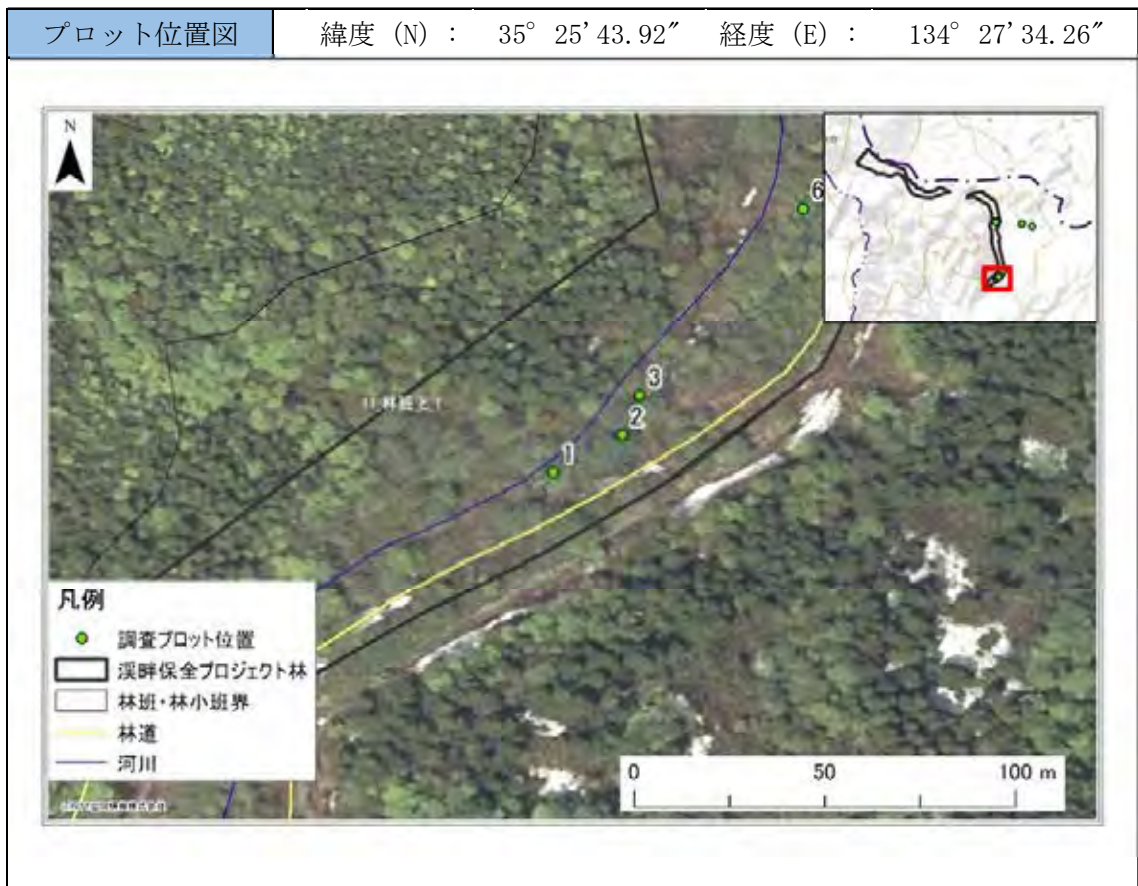 プロット位置図 緯度 (N) : 35° 25′43.92″ 経度 (E) : 134° 27′34.26″
N
6
3
2
1
凡例
調査プロット位置
渓畔保全プロジェクト林
林班・林小班界
林道
河川
0 50 100 m